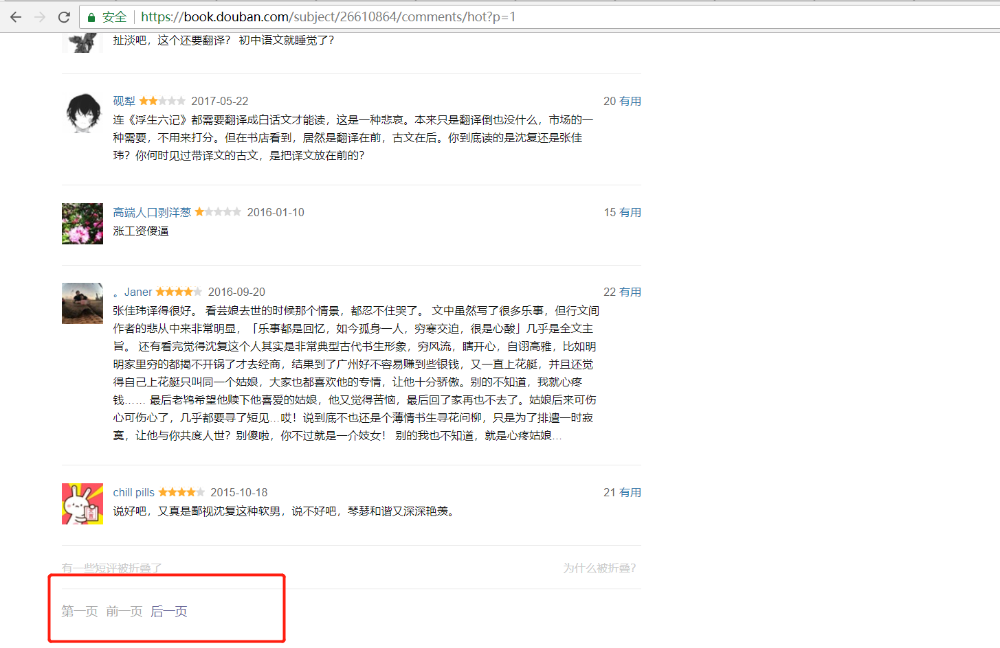 安全 https://book.douban.com/subject/26610864/comments/hot?p=1
扯淡吧，这个还要翻译？ 初中语文就睡觉了？
砚犁 2017-05-22 20 有用
连《浮生六记》都需要翻译成白话文才能读，这是一种悲哀。本来只是翻译倒也没什么，市场的一
种需要，不用来打分。但在书店看到，居然是翻译在前，古文在后。你到底读的是沈复还是张佳
玮？你何时见过带译文的古文，是把译文放在前的？
高端人口剥洋葱 2016-01-10 15 有用
涨工资傻逼
。Janer 2016-09-20 22 有用
张佳玮译得很好。 看芸娘去世的时候那个情景，都忍不住哭了。 文中虽然写了很多乐事，但行文间
作者的悲从中来非常明显，「乐事都是回忆，如今孤身一人，穷寒交迫，很是心酸」几乎是全文主
旨。 还有看完觉得沈复这个人其实是非常典型古代书生形象，穷风流，瞎开心，自诩高雅，比如明
明家里穷的都揭不开锅了才去经商，结果到了广州好不容易赚到些银钱，又一直上花艇，并且还觉
得自己上花艇只叫同一个姑娘，大家也都喜欢他的专情，让他十分骄傲。别的不知道，我就心疼
钱…… 最后老鸨希望他赎下他喜爱的姑娘，他又觉得苦恼，最后回了家再也不去了。姑娘后来可伤
心可伤心了，几乎都要寻了短见…哎！说到底不也还是个薄情书生寻花问柳，只是为了排遣一时寂
寞，让他与你共度人世？别傻啦，你不过就是一介妓女！ 别的我也不知道，就是心疼姑娘…
chill pills 2015-10-18 21 有用
说好吧，又真是鄙视沈复这种软男，说不好吧，琴瑟和谐又深深艳羡。
有一些短评被折叠了 为什么被折叠？
第一页 前一页 后一页